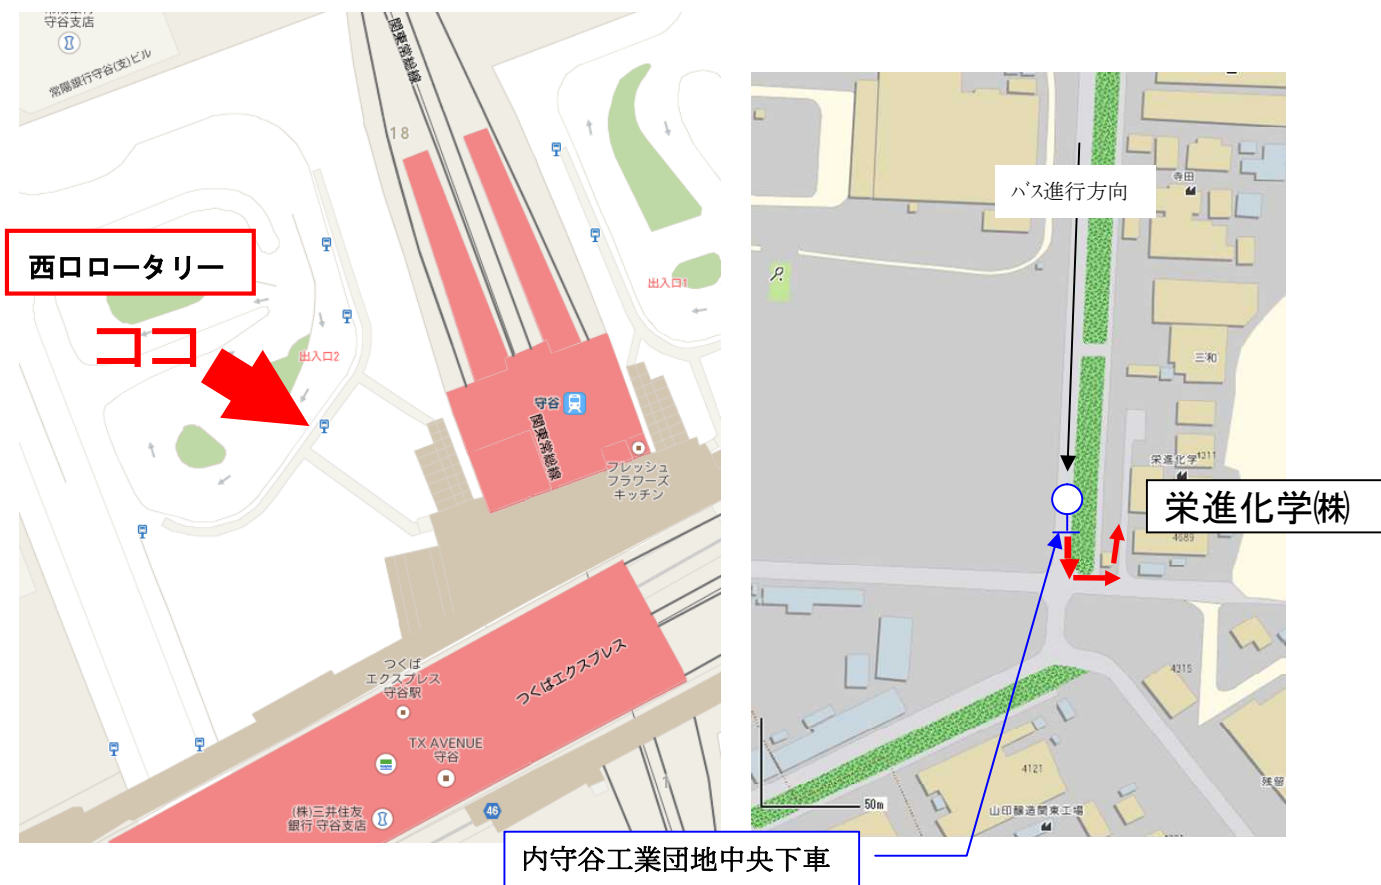 守谷支店
常陽銀行守谷(支)ビル
関東常総線
18
西口ロータリー
ココ
出入口2
出入口1
守谷
関東常総線
フレッシュ
フラワーズ
キッチン
つくば
エクスプレス
守谷駅
つくばエクスプレス
TX AVENUE
守谷
(株)三井住友
銀行 守谷支店
46
1
バス進行方向
寺田
三和
栄進化学
4211
栄進化学㈱
4689
4315
4121
山印醸造関東工場
残留
50m
内守谷工業団地中央下車